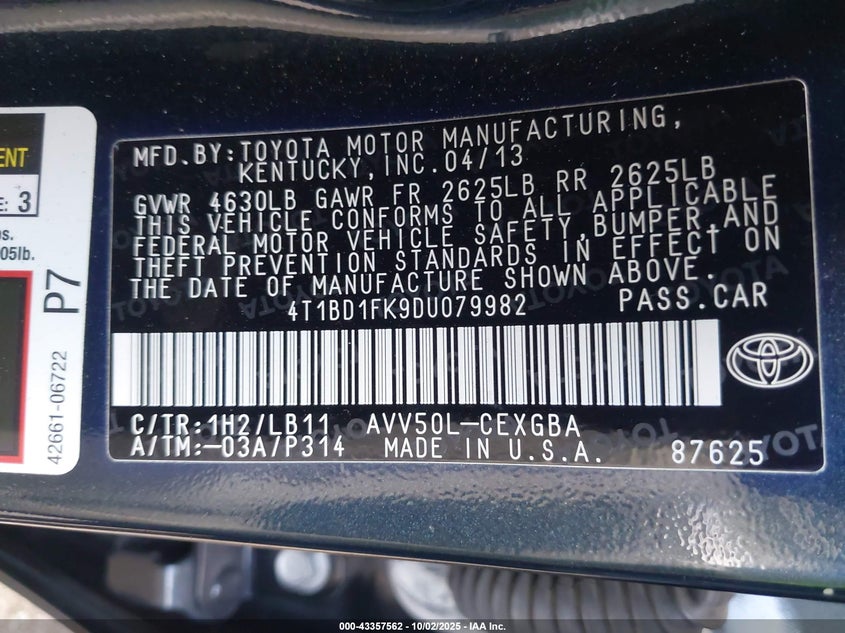 ENT
E: 3
s.
05lb.
P7
42661-06722
MFD.BY:TOYOTA MOTOR MANUFACTURING,
KENTUCKY,INC.04/13
GVWR 4630LB GAWR FR 2625LB RR 2625LB
THIS VEHICLE CONFORMS TO ALL APPLICABLE
FEDERAL MOTOR VEHICLE SAFETY,BUMPER,AND
THEFT PREVENTION STANDARDS IN EFFECT ON
THE DATE OF MANUFACTURE SHOWN ABOVE.
4T1BD1FK9DU079982 PASS.CAR
C/TR:1H2/LB11 AVV50L-CEXGBA
A/TM:-03A/P314 MADE IN U.S.A. 87625
000-43357562 - 10/02/2025 - IAA Inc.